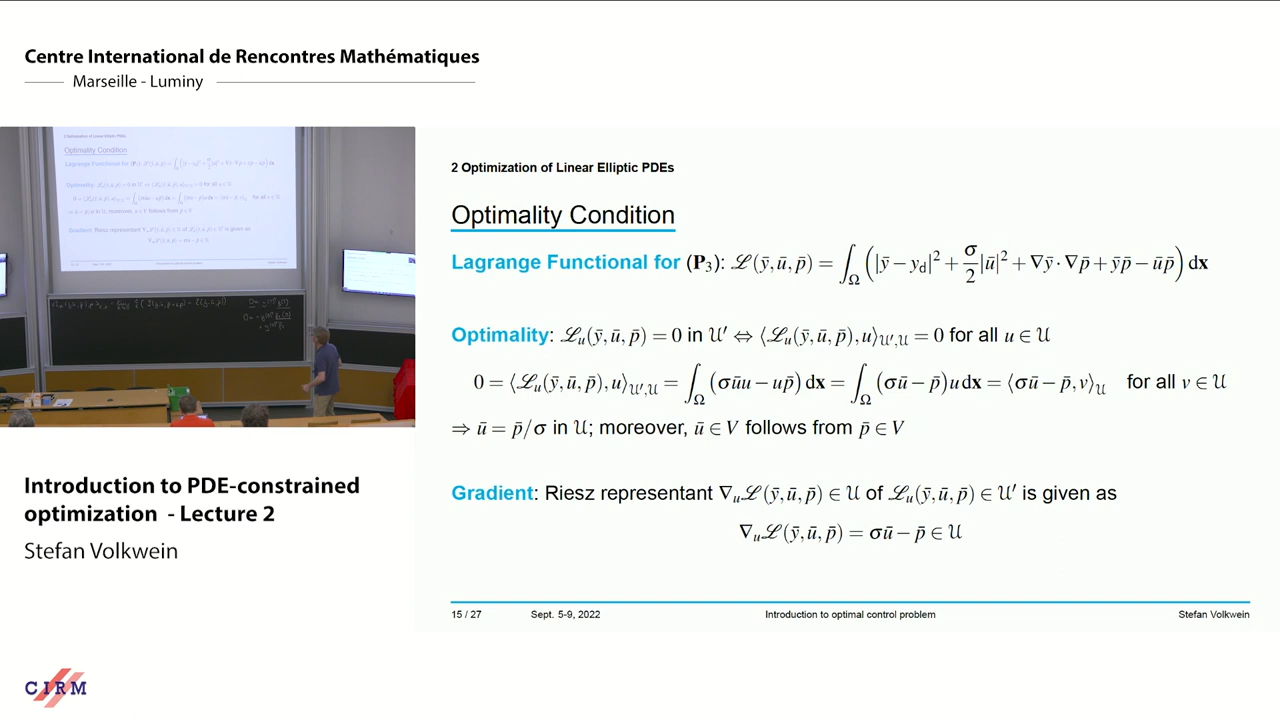 Centre International de Rencontres Mathématiques
Marseille - Luminy
2 Optimization of Linear Elliptic PDEs
Optimality Condition
Lagrange Functional for (P₃): ℒ(ȳ,ū,p̄) = ∫_Ω (|ȳ − y_d|² + σ/2 |ū|² + ∇ȳ · ∇p̄ + ȳp̄ − ūp̄) dx
Optimality: ℒ_u(ȳ,ū,p̄) = 0 in 𝒰′ ⇔ ⟨ℒ_u(ȳ,ū,p̄),u⟩_{𝒰′,𝒰} = 0 for all u ∈ 𝒰
0 = ⟨ℒ_u(ȳ,ū,p̄),u⟩_{𝒰′,𝒰} = ∫_Ω (σūu − up̄) dx = ∫_Ω (σū − p̄)u dx = ⟨σū − p̄,v⟩_𝒰 for all v ∈ 𝒰
⇒ ū = p̄/σ in 𝒰; moreover, ū ∈ V follows from p̄ ∈ V
Gradient: Riesz representant ∇_uℒ(ȳ,ū,p̄) ∈ 𝒰 of ℒ_u(ȳ,ū,p̄) ∈ 𝒰′ is given as
∇_uℒ(ȳ,ū,p̄) = σū − p̄ ∈ 𝒰
15 / 27 Sept. 5-9, 2022 Introduction to optimal control problem Stefan Volkwein
Introduction to PDE-constrained
optimization - Lecture 2
Stefan Volkwein
CIRM